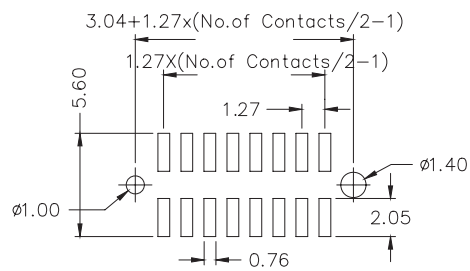 3.04+1.27x(No.of Contacts/2-1)
1.27X(No.of Contacts/2-1)
5.60
1.27
ø1.40
ø1.00
2.05
0.76